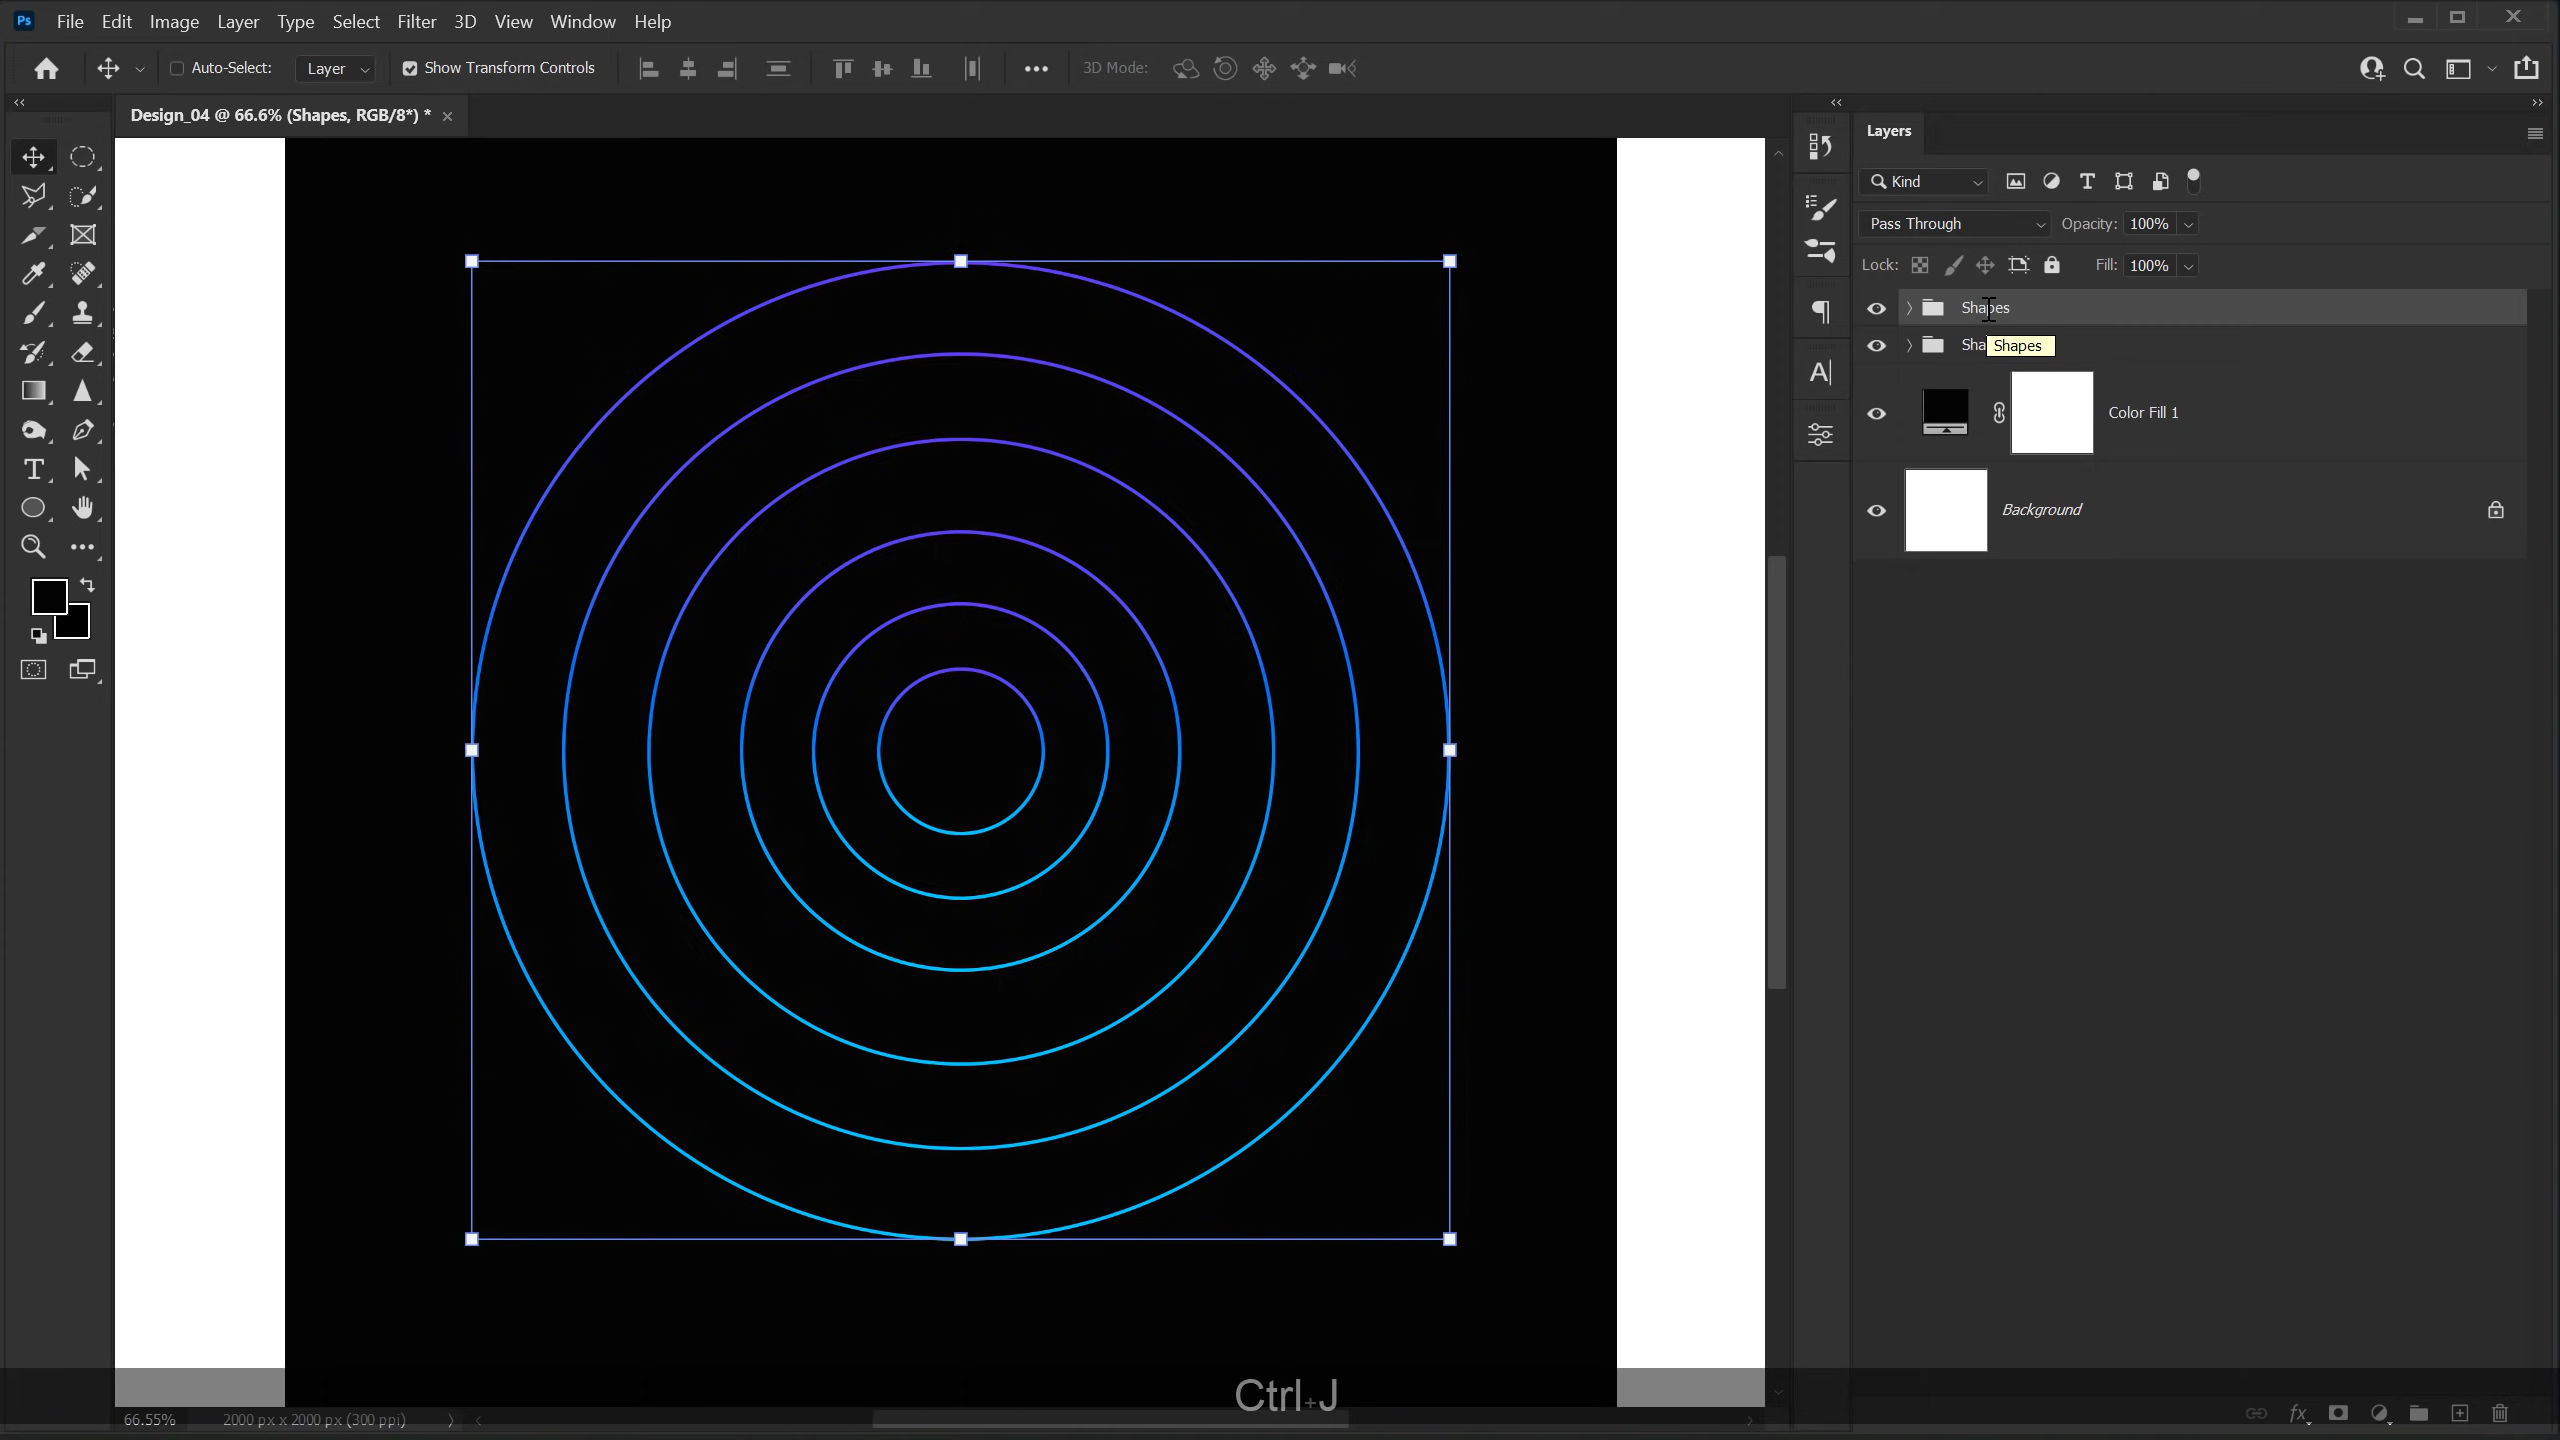 Ps File Edit Image Layer Type Select Filter 3D View Window Help
Auto-Select: Layer Show Transform Controls 3D Mode:
Design_04 @ 66.6% (Shapes, RGB/8*) *
Layers
Kind
Pass Through Opacity: 100%
Lock: Fill: 100%
Shapes
Sha Shapes
Color Fill 1
Background
Ctrl+J
66.55% 2000 px x 2000 px (300 ppi)